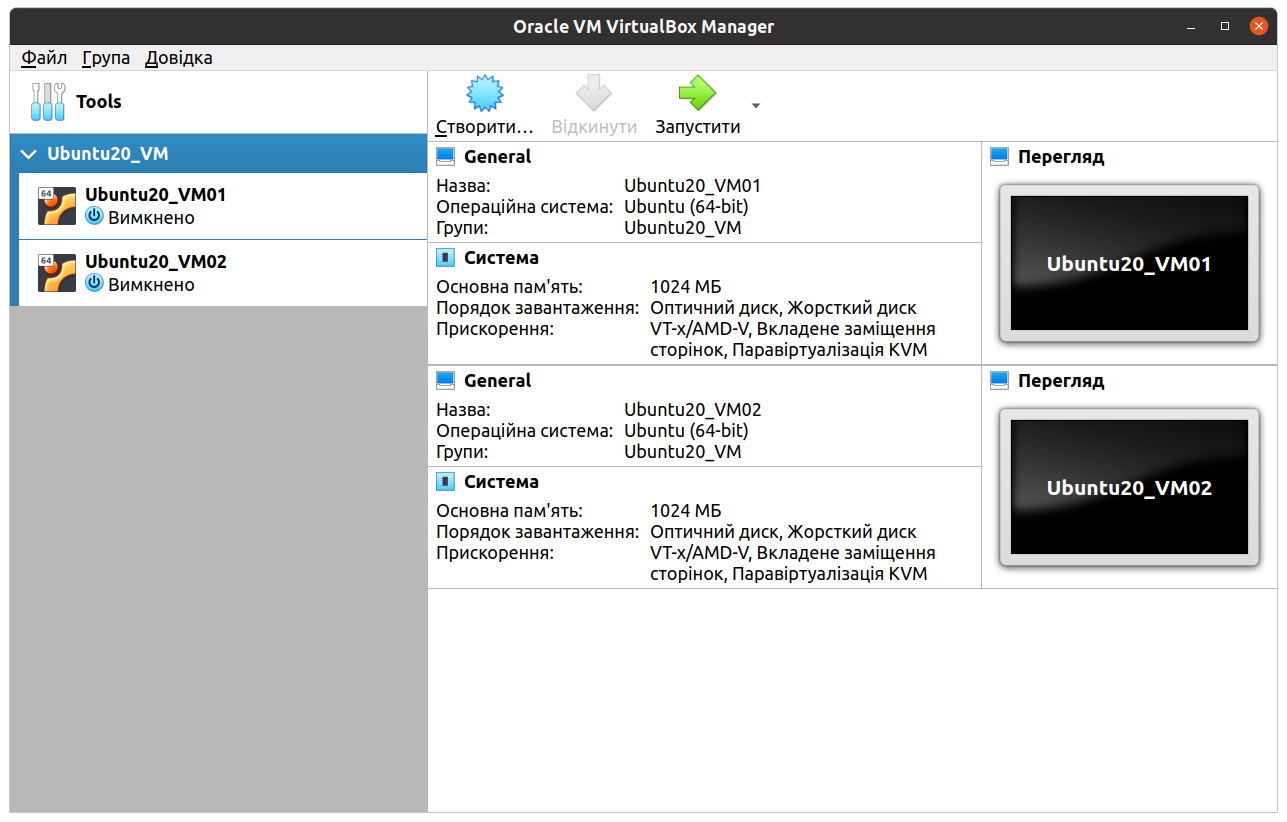 Oracle VM VirtualBox Manager
Файл Група Довідка
Tools
Створити... Відкинути Запустити
Ubuntu20_VM
64
Ubuntu20_VM01
Вимкнено
64
Ubuntu20_VM02
Вимкнено
General
Назва: Ubuntu20_VM01
Операційна система: Ubuntu (64-bit)
Групи: Ubuntu20_VM
Система
Основна пам'ять: 1024 МБ
Порядок завантаження: Оптичний диск, Жорсткий диск
Прискорення: VT-x/AMD-V, Вкладене заміщення
сторінок, Паравіртуалізація KVM
Перегляд
Ubuntu20_VM01
General
Назва: Ubuntu20_VM02
Операційна система: Ubuntu (64-bit)
Групи: Ubuntu20_VM
Система
Основна пам'ять: 1024 МБ
Порядок завантаження: Оптичний диск, Жорсткий диск
Прискорення: VT-x/AMD-V, Вкладене заміщення
сторінок, Паравіртуалізація KVM
Перегляд
Ubuntu20_VM02